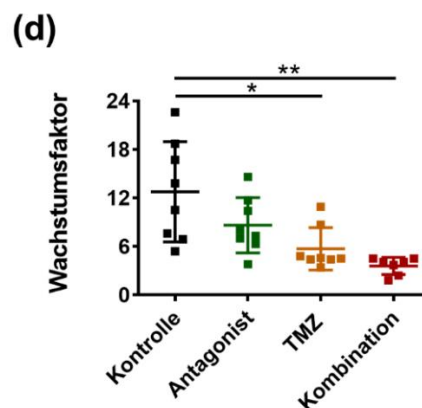 (d)
**
*
Wachstumsfaktor
24
18
12
6
0
Kontrolle
Antagonist
TMZ
Kombination